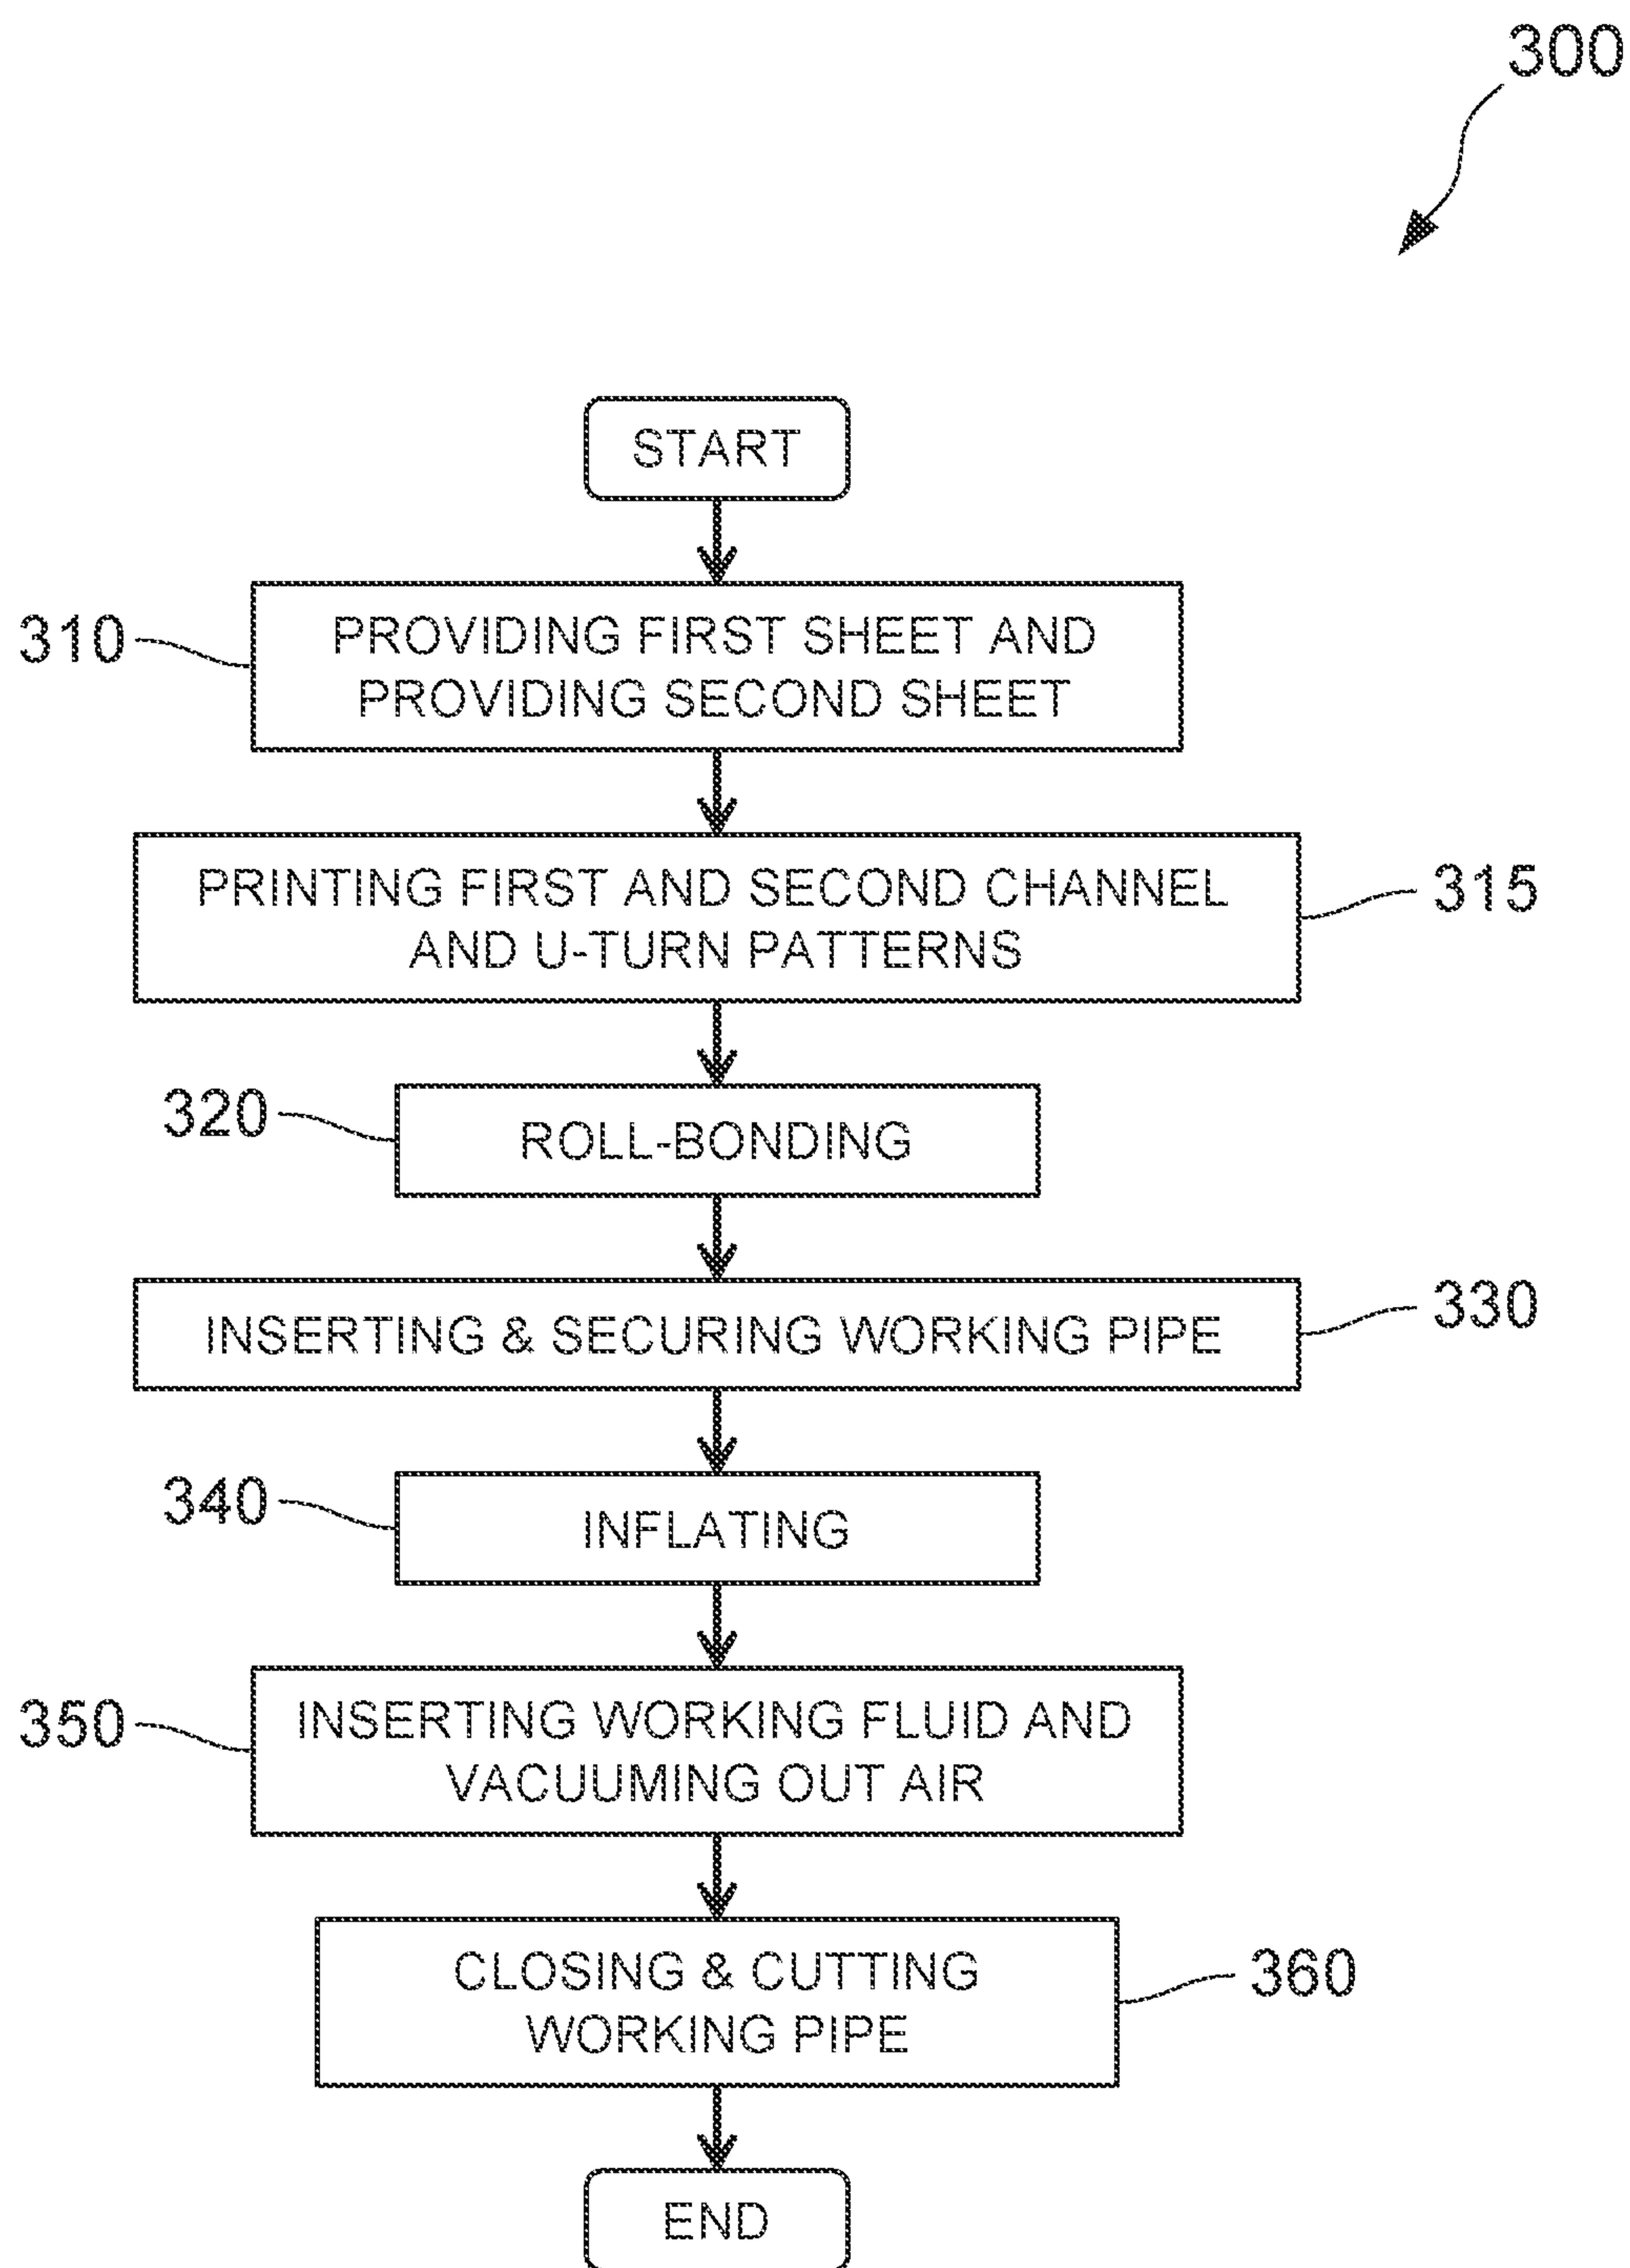 300
START
310
PROVIDING FIRST SHEET AND
PROVIDING SECOND SHEET
PRINTING FIRST AND SECOND CHANNEL
AND U-TURN PATTERNS
315
320
ROLL-BONDING
INSERTING & SECURING WORKING PIPE
330
340
INFLATING
350
INSERTING WORKING FLUID AND
VACUUMING OUT AIR
CLOSING & CUTTING
WORKING PIPE
360
END